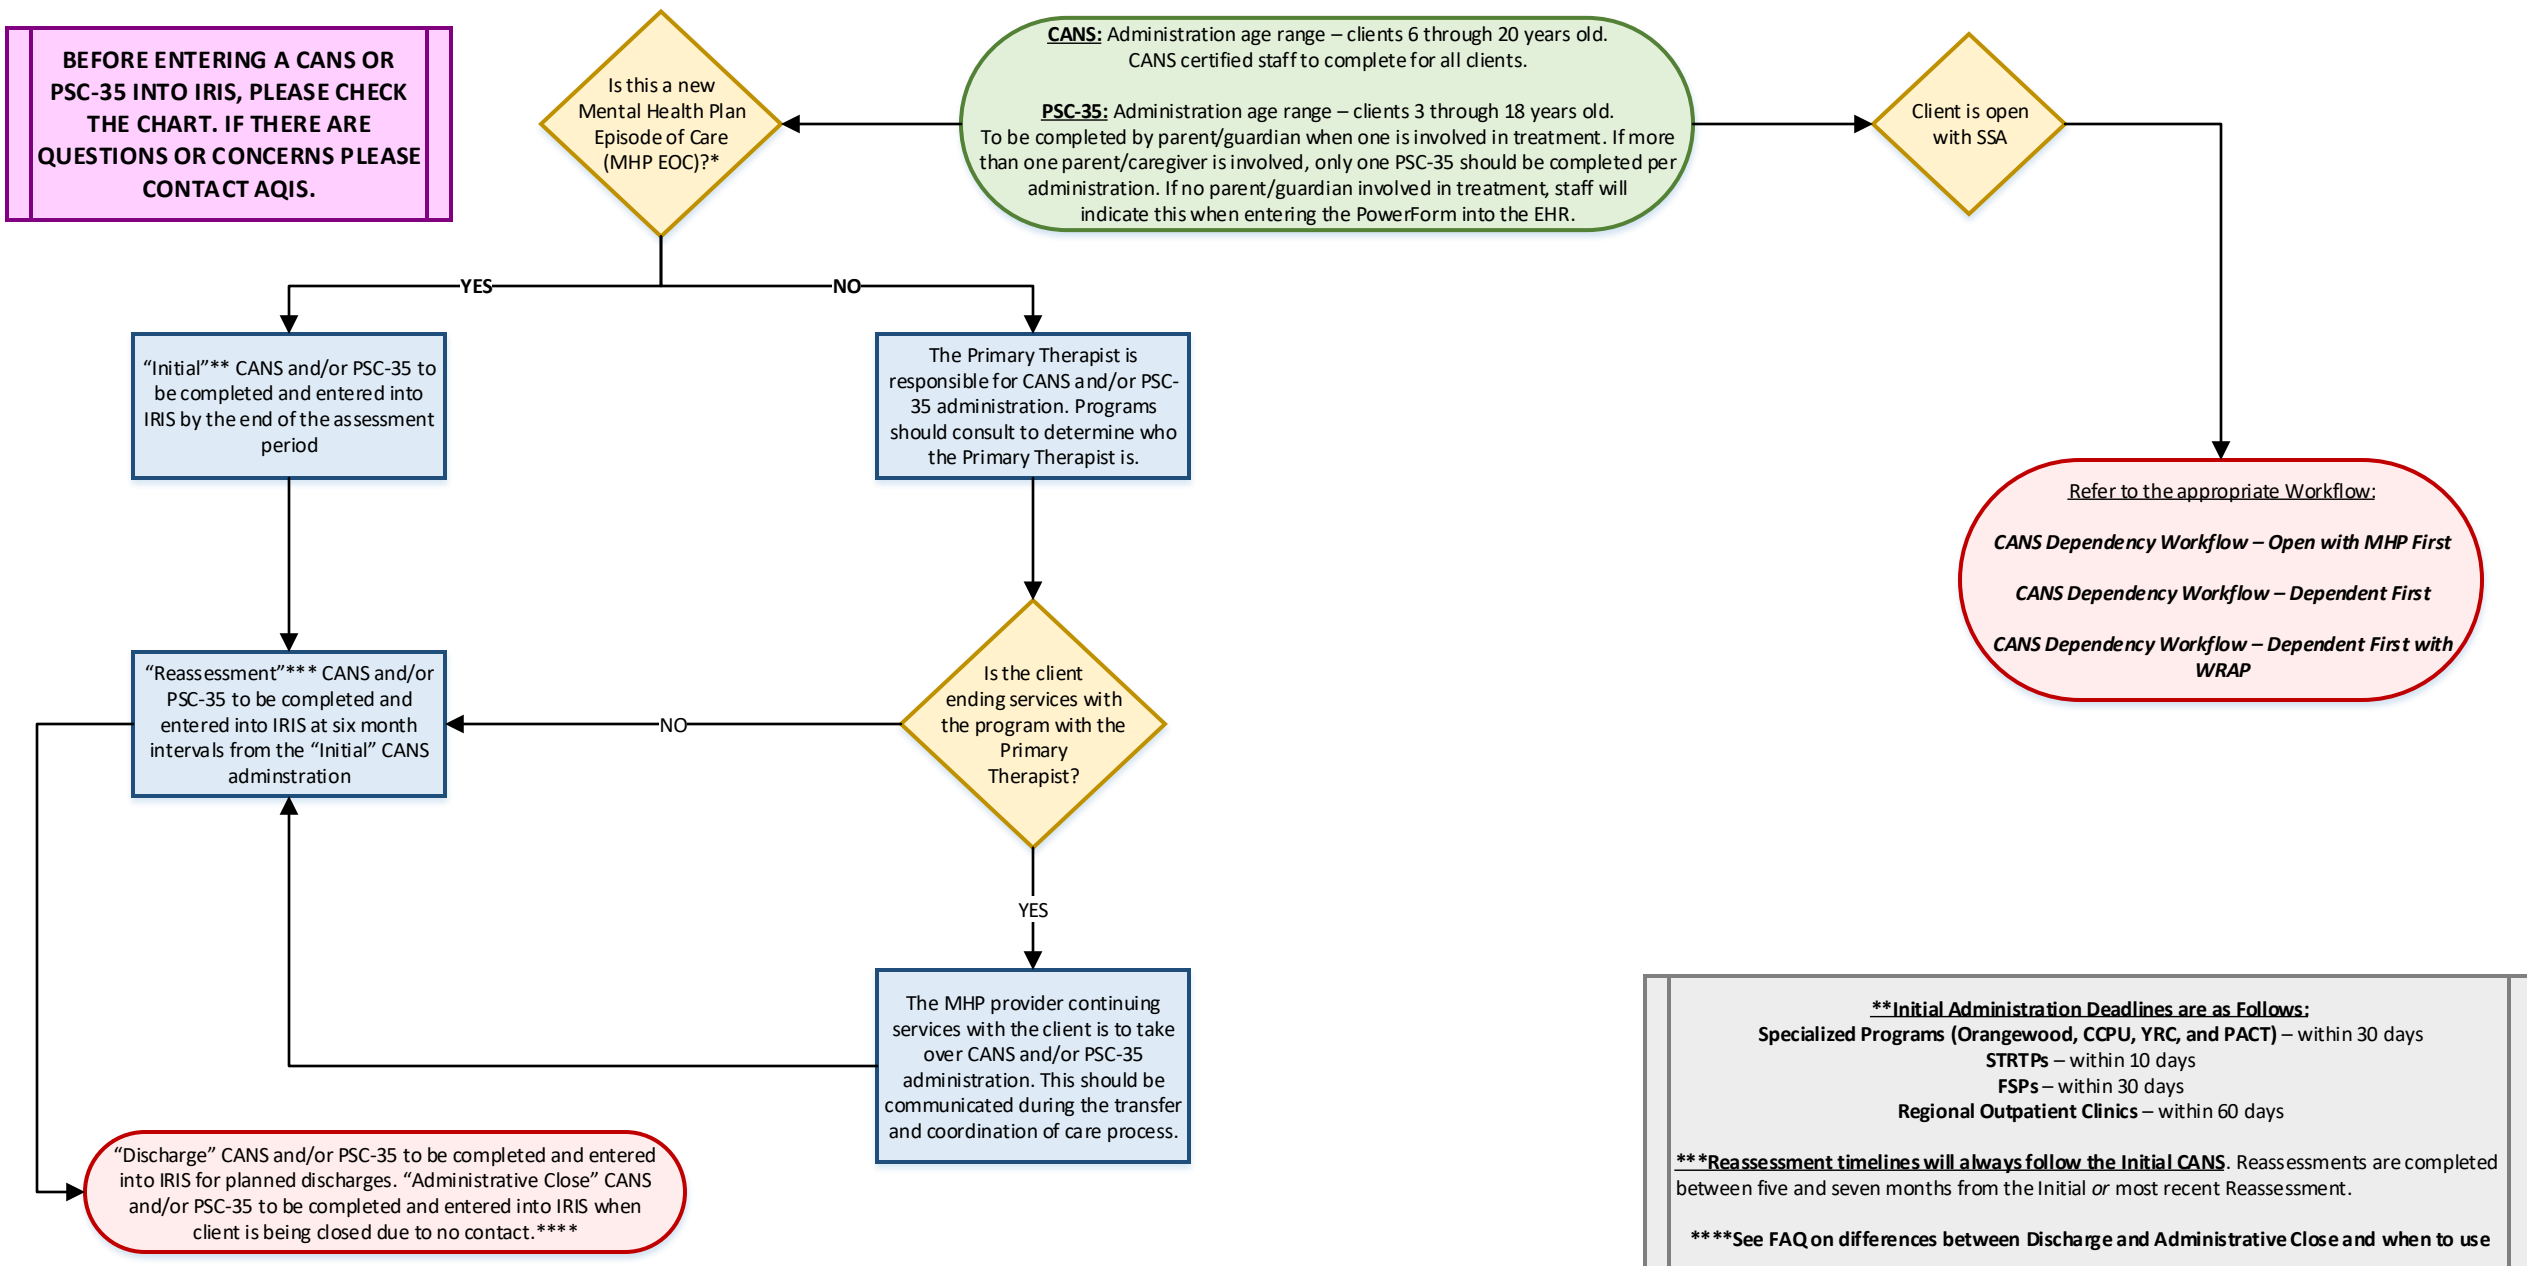 BEFORE ENTERING A CANS OR
PSC-35 INTO IRIS, PLEASE CHECK
THE CHART. IF THERE ARE
QUESTIONS OR CONCERNS PLEASE
CONTACT AQIS.
Is this a new
Mental Health Plan
Episode of Care
(MHP EOC)?*
CANS: Administration age range – clients 6 through 20 years old.
CANS certified staff to complete for all clients.
PSC-35: Administration age range – clients 3 through 18 years old.
To be completed by parent/guardian when one is involved in treatment. If more
than one parent/caregiver is involved, only one PSC-35 should be completed per
administration. If no parent/guardian involved in treatment, staff will
indicate this when entering the PowerForm into the EHR.
Client is open
with SSA
YES
NO
“Initial”** CANS and/or PSC-35 to
be completed and entered into
IRIS by the end of the assessment
period
The Primary Therapist is
responsible for CANS and/or PSC-
35 administration. Programs
should consult to determine who
the Primary Therapist is.
Refer to the appropriate Workflow:
CANS Dependency Workflow – Open with MHP First
CANS Dependency Workflow – Dependent First
CANS Dependency Workflow – Dependent First with
WRAP
“Reassessment”*** CANS and/or
PSC-35 to be completed and
entered into IRIS at six month
intervals from the “Initial” CANS
adminstration
NO
Is the client
ending services with
the program with the
Primary
Therapist?
YES
The MHP provider continuing
services with the client is to take
over CANS and/or PSC-35
administration. This should be
communicated during the transfer
and coordination of care process.
“Discharge” CANS and/or PSC-35 to be completed and entered
into IRIS for planned discharges. “Administrative Close” CANS
and/or PSC-35 to be completed and entered into IRIS when
client is being closed due to no contact.****
**Initial Administration Deadlines are as Follows:
Specialized Programs (Orangewood, CCPU, YRC, and PACT) – within 30 days
STRTPs – within 10 days
FSPs – within 30 days
Regional Outpatient Clinics – within 60 days
***Reassessment timelines will always follow the Initial CANS. Reassessments are completed
between five and seven months from the Initial or most recent Reassessment.
****See FAQ on differences between Discharge and Administrative Close and when to use